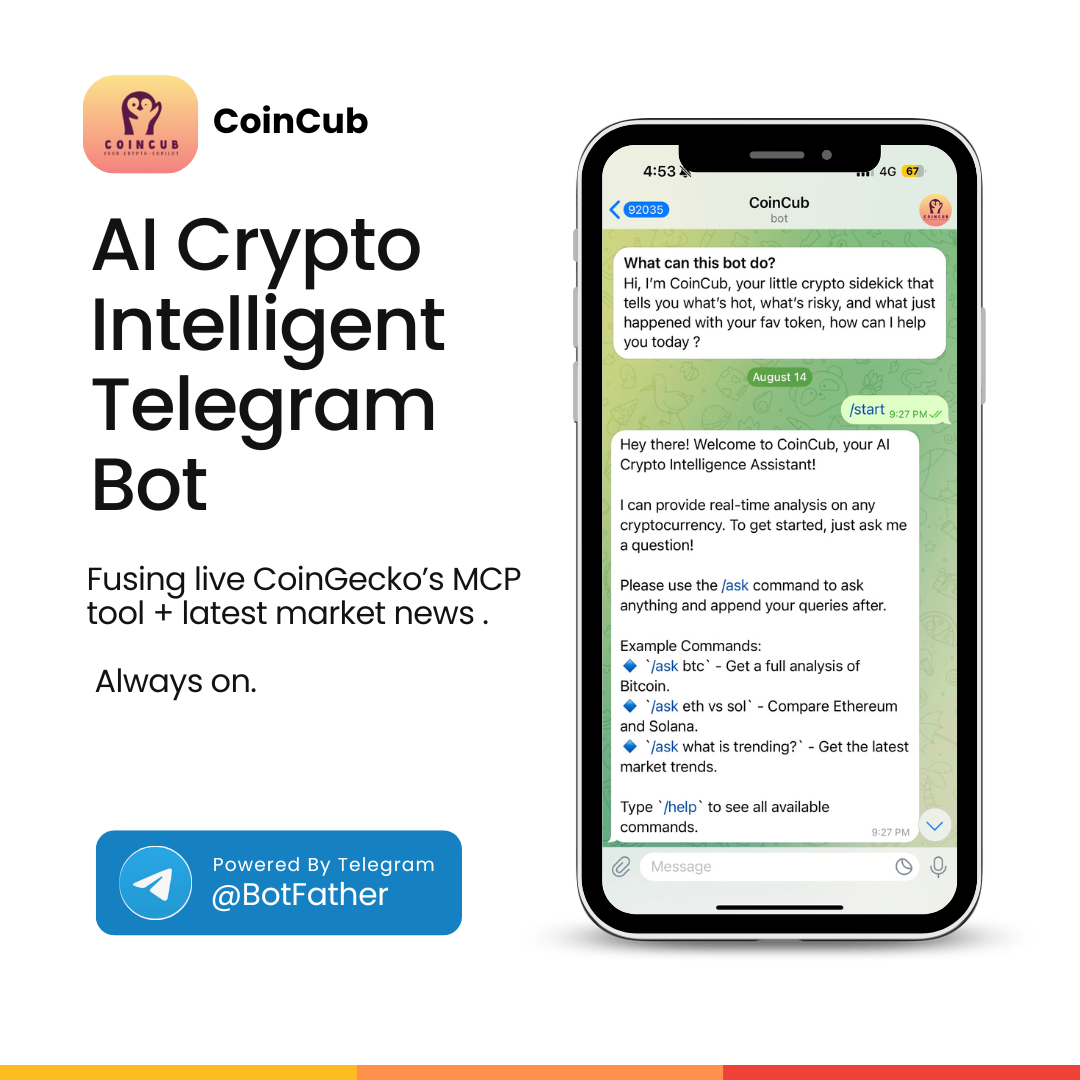 COINCUB
YOUR CRYPTO COPILOT
CoinCub
AI Crypto
Intelligent
Telegram
Bot
Fusing live CoinGecko’s MCP
tool + latest market news .
Always on.
Powered By Telegram
@BotFather
4:53
4G
67
92035
CoinCub
bot
COINCUB
What can this bot do?
Hi, I’m CoinCub, your little crypto sidekick that
tells you what’s hot, what’s risky, and what just
happened with your fav token, how can I help
you today ?
August 14
/start 9:27 PM
Hey there! Welcome to CoinCub, your AI
Crypto Intelligence Assistant!
I can provide real-time analysis on any
cryptocurrency. To get started, just ask me
a question!
Please use the /ask command to ask
anything and append your queries after.
Example Commands:
🔹 `/ask btc` - Get a full analysis of
Bitcoin.
🔹 `/ask eth vs sol` - Compare Ethereum
and Solana.
🔹 `/ask what is trending?` - Get the latest
market trends.
Type `/help` to see all available
commands.
9:27 PM
Message